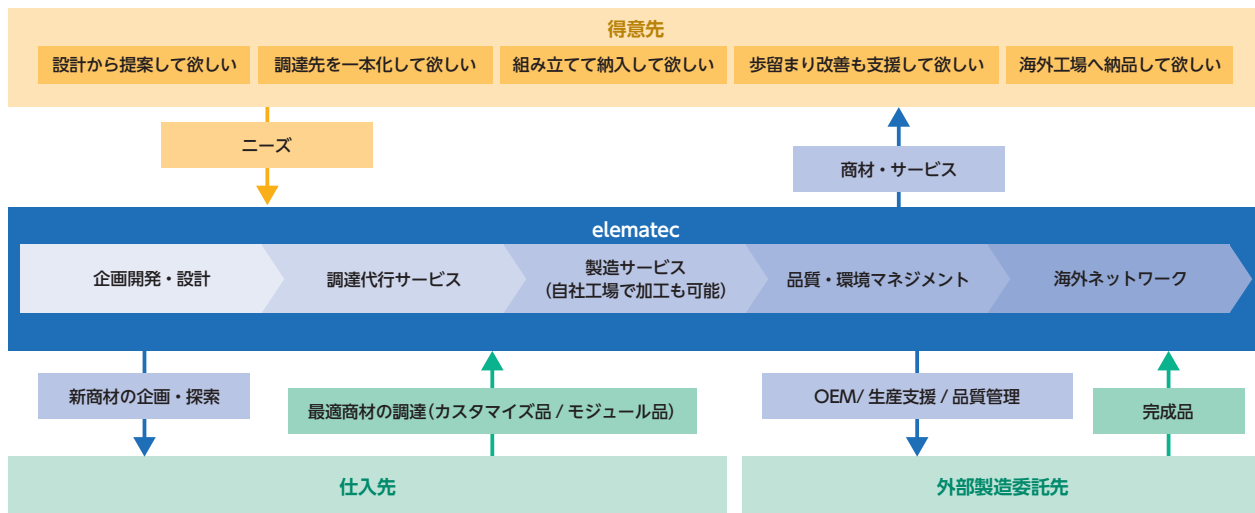 得意先
設計から提案して欲しい
調達先を一本化して欲しい
組み立てて納入して欲しい
歩留まり改善も支援して欲しい
海外工場へ納品して欲しい
ニーズ
商材・サービス
elematec
企画開発・設計
調達代行サービス
製造サービス
(自社工場で加工も可能)
品質・環境マネジメント
海外ネットワーク
新商材の企画・探索
最適商材の調達(カスタマイズ品 / モジュール品)
OEM/ 生産支援 / 品質管理
完成品
仕入先
外部製造委託先